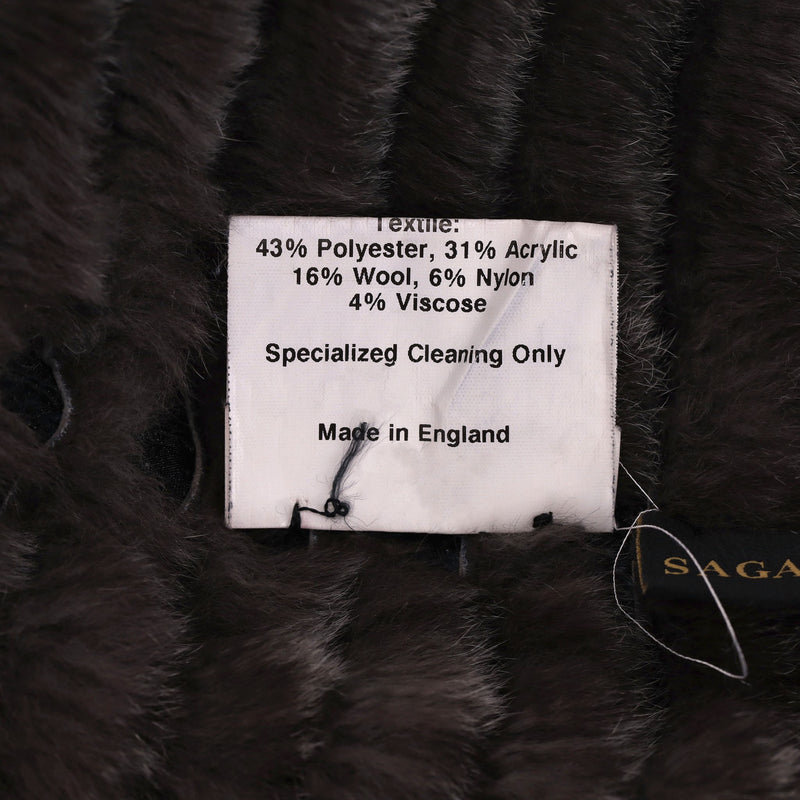 Textile:
43% Polyester, 31% Acrylic
16% Wool, 6% Nylon
4% Viscose
Specialized Cleaning Only
Made in England
SAGA